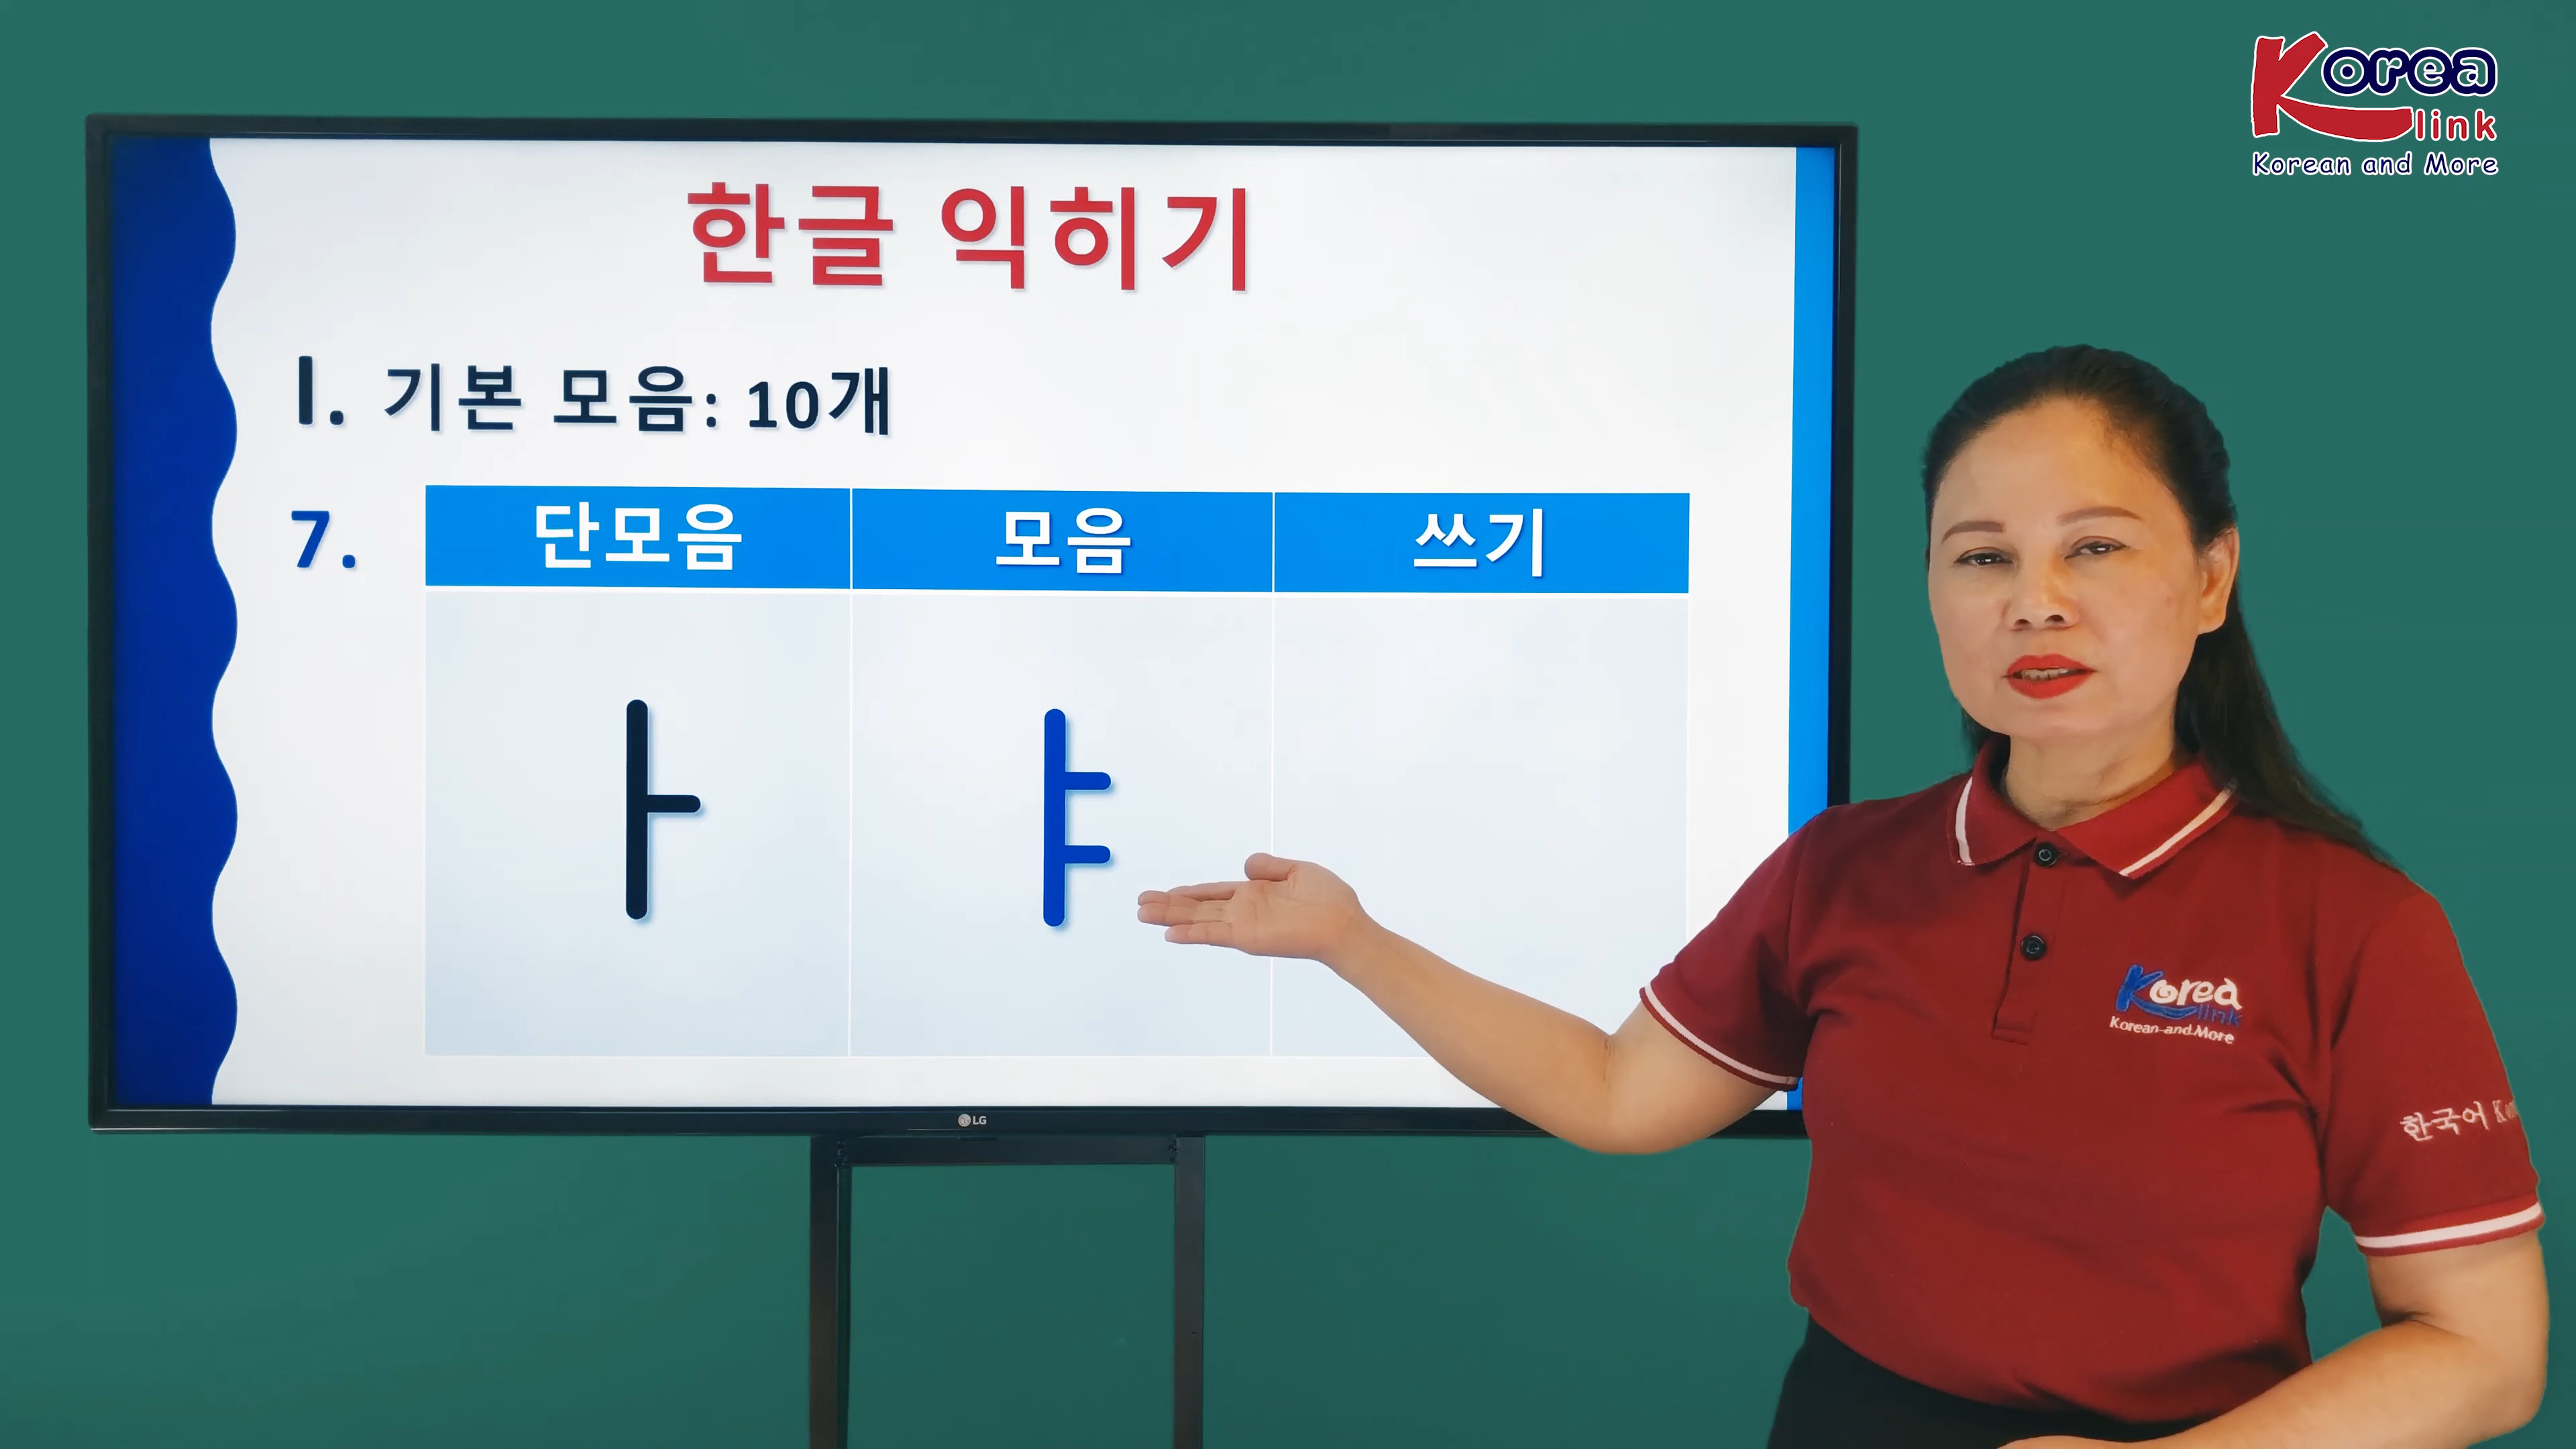 Korea
link
Korean and More
한글 익히기
I. 기본 모음: 10개
7.
단모음 모음 쓰기
ㅏ ㅑ
LG
Korea
link
Korean and More
한국어